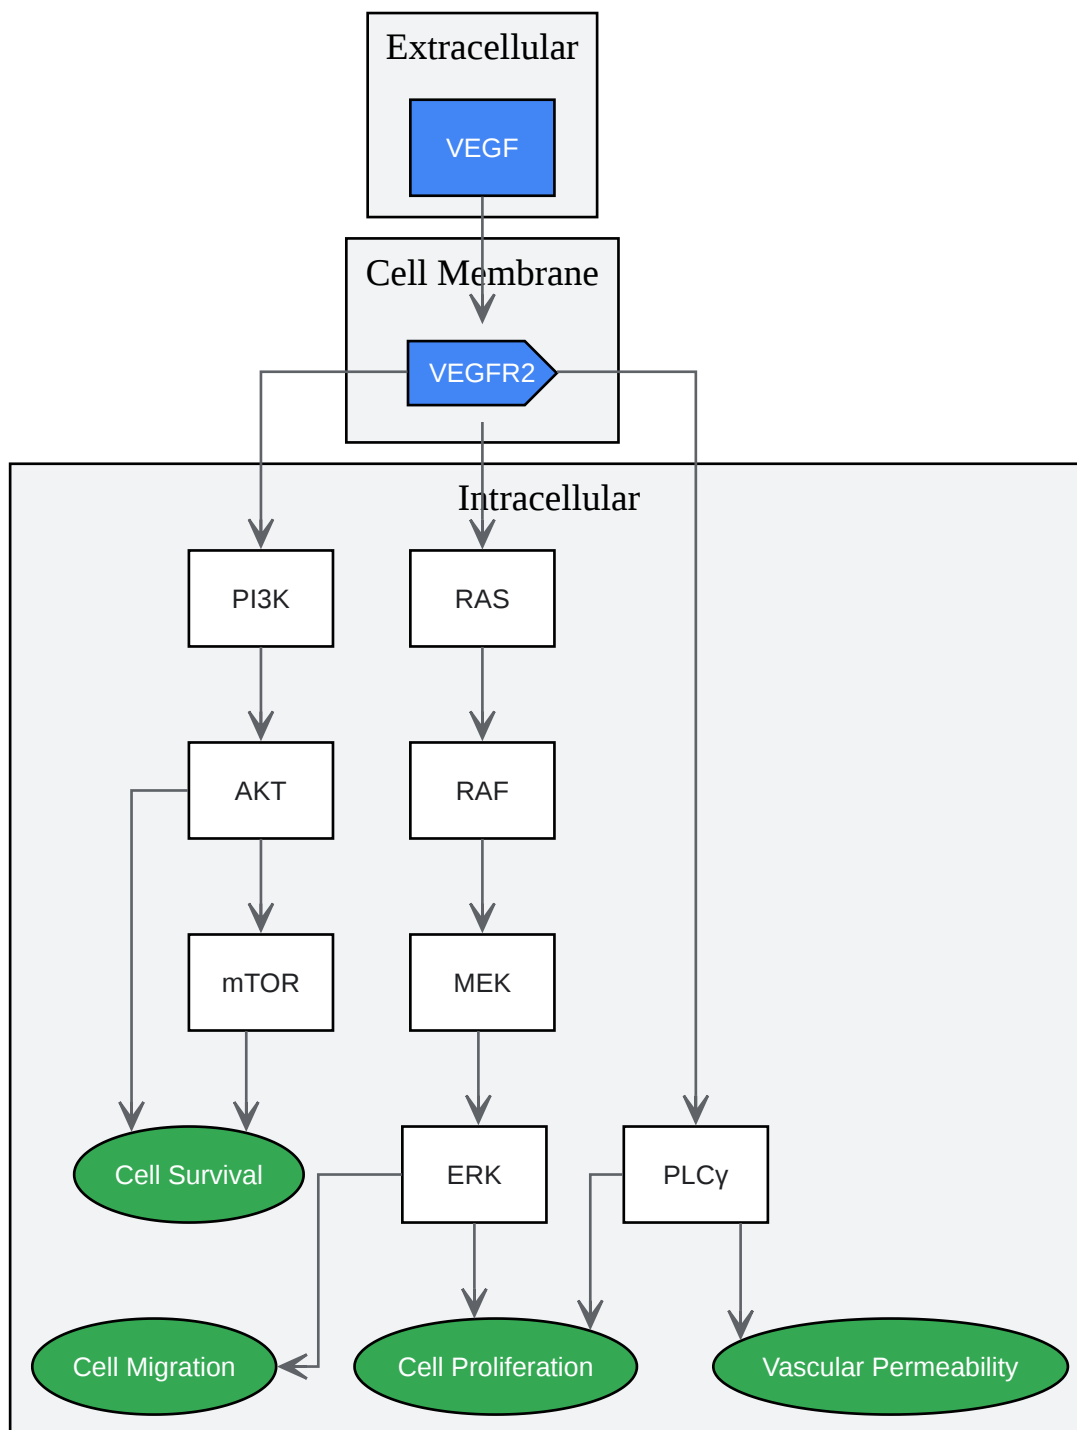 Extracellular
VEGF
Cell Membrane
VEGFR2
Intracellular
PI3K
RAS
AKT
RAF
mTOR
MEK
Cell Survival
ERK
PLCγ
Cell Migration
Cell Proliferation
Vascular Permeability